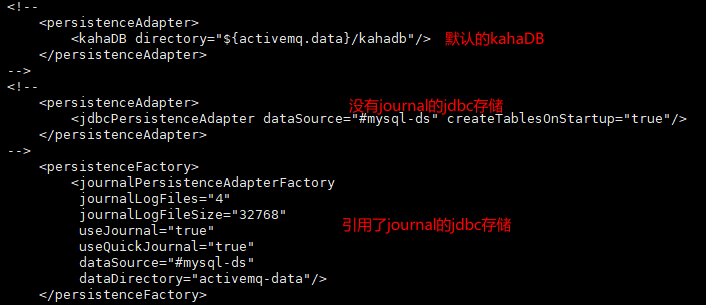 <!--
<persistenceAdapter>
<kahaDB directory="${activemq.data}/kahadb"/> 默认的kahaDB
</persistenceAdapter>
-->
<!--
<persistenceAdapter> 没有journal的jdbc存储
<jdbcPersistenceAdapter dataSource="#mysql-ds" createTablesOnStartup="true"/>
</persistenceAdapter>
-->
<persistenceFactory>
<journalPersistenceAdapterFactory
journalLogFiles="4"
journalLogFileSize="32768"
useJournal="true" 引用了journal的jdbc存储
useQuickJournal="true"
dataSource="#mysql-ds"
dataDirectory="activemq-data"/>
</persistenceFactory>